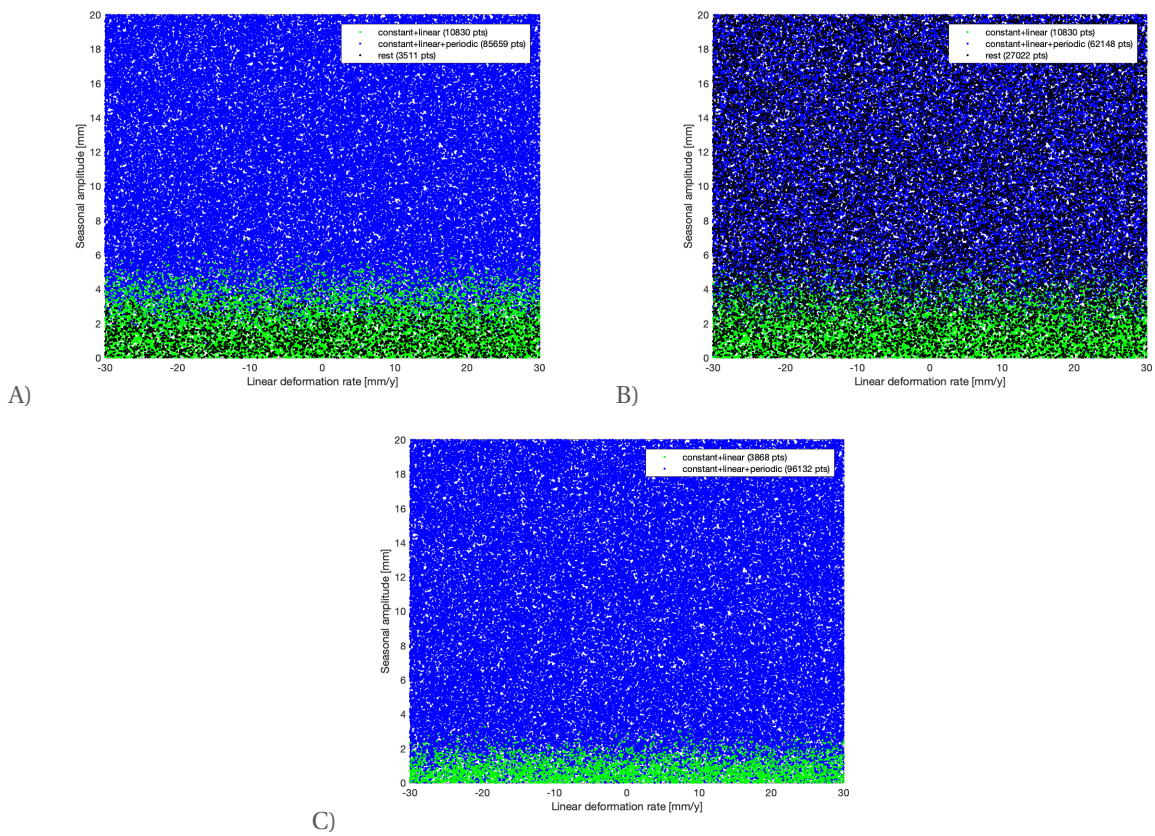 20
18
16
14
12
10
8
6
4
2
0
Seasonal amplitude [mm]
constant+linear (10830 pts)
constant+linear+periodic (85659 pts)
rest (3511 pts)
-30 -20 -10 0 10 20 30
Linear deformation rate [mm/y]
A)
20
18
16
14
12
10
8
6
4
2
0
Seasonal amplitude [mm]
constant+linear (10830 pts)
constant+linear+periodic (62148 pts)
rest (27022 pts)
-30 -20 -10 0 10 20 30
Linear deformation rate [mm/y]
B)
20
18
16
14
12
10
8
6
4
2
0
Seasonal amplitude [mm]
constant+linear (3868 pts)
constant+linear+periodic (96132 pts)
-30 -20 -10 0 10 20 30
Linear deformation rate [mm/y]
C)